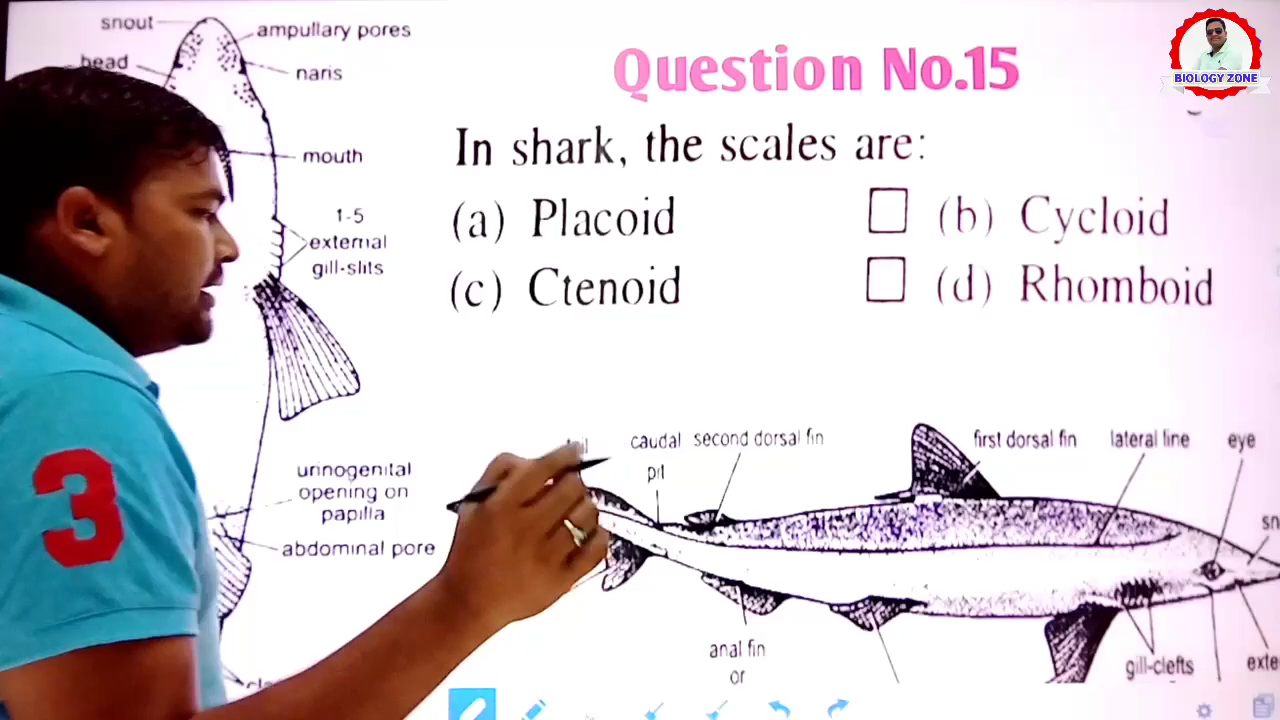 snout
ampullary pores
head
naris
mouth
1-5
external
gill-slits
urinogenital
opening on
papilla
abdominal pore
3
BIOLOGY ZONE
Question No.15
In shark, the scales are:
(a) Placoid
(b) Cycloid
(c) Ctenoid
(d) Rhomboid
caudal
pit
second dorsal fin
first dorsal fin
lateral line
eye
anal fin
or
gill-clefts